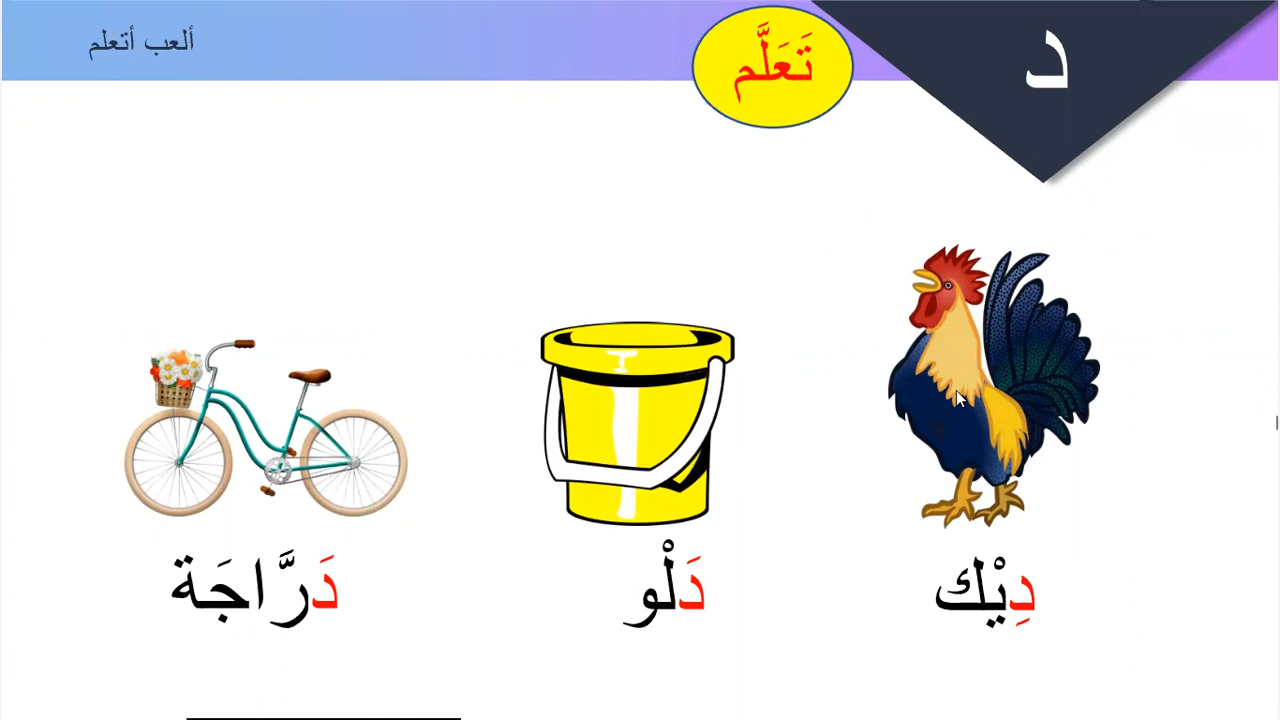 د
تَعَلَّم
ألعب أتعلم
دِيْك
دَلْو
دَرَّاجَة